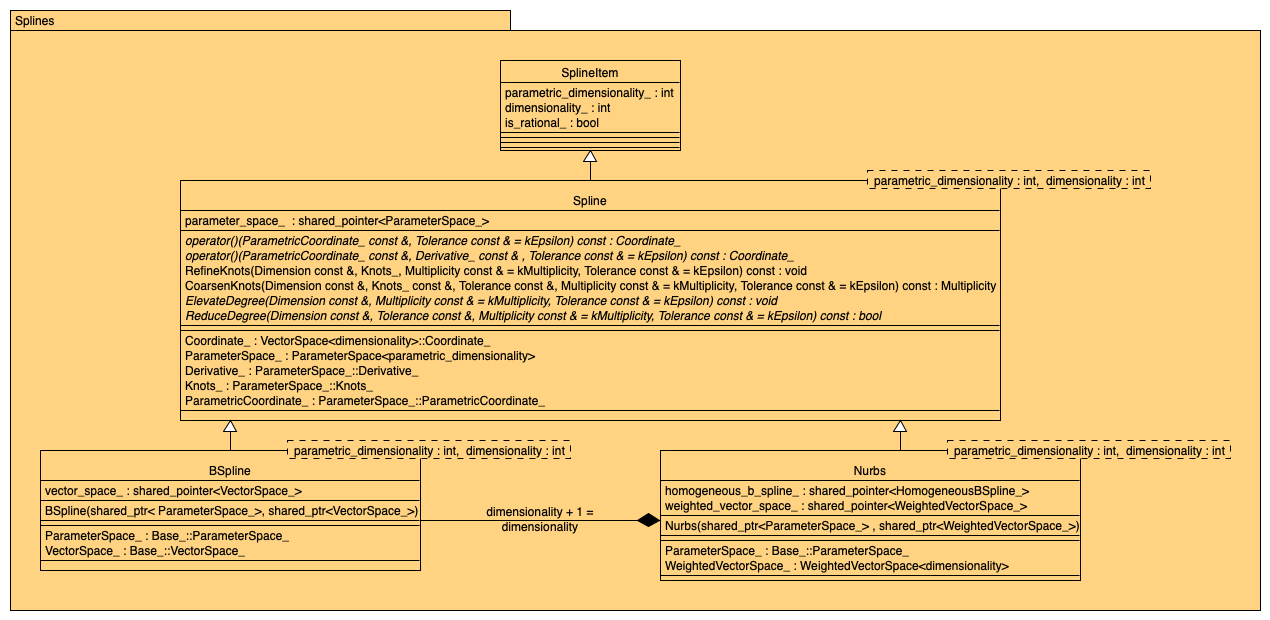 Splines
SplineItem
parametric_dimensionality_ : int
dimensionality_ : int
is_rational_ : bool
parametric_dimensionality : int, dimensionality : int
Spline
parameter_space_ : shared_pointer<ParameterSpace_>
operator()(ParametricCoordinate_ const &, Tolerance const & = kEpsilon) const : Coordinate_
operator()(ParametricCoordinate_ const &, Derivative_ const & , Tolerance const & = kEpsilon) const : Coordinate_
RefineKnots(Dimension const &, Knots_, Multiplicity const & = kMultiplicity, Tolerance const & = kEpsilon) const : void
CoarsenKnots(Dimension const &, Knots_ const &, Tolerance const &, Multiplicity const & = kMultiplicity, Tolerance const & = kEpsilon) const : Multiplicity
ElevateDegree(Dimension const &, Multiplicity const & = kMultiplicity, Tolerance const & = kEpsilon) const : void
ReduceDegree(Dimension const &, Tolerance const &, Multiplicity const & = kMultiplicity, Tolerance const & = kEpsilon) const : bool
Coordinate_ : VectorSpace<dimensionality>::Coordinate_
ParameterSpace_ : ParameterSpace<parametric_dimensionality>
Derivative_ : ParameterSpace_::Derivative_
Knots_ : ParameterSpace_::Knots_
ParametricCoordinate_ : ParameterSpace_::ParametricCoordinate_
parametric_dimensionality : int, dimensionality : int
BSpline
vector_space_ : shared_pointer<VectorSpace_>
BSpline(shared_ptr< ParameterSpace_>, shared_ptr<VectorSpace_>)
ParameterSpace_ : Base_::ParameterSpace_
VectorSpace_ : Base_::VectorSpace_
dimensionality + 1 =
dimensionality
parametric_dimensionality : int, dimensionality : int
Nurbs
homogeneous_b_spline_ : shared_pointer<HomogeneousBSpline_>
weighted_vector_space_ : shared_pointer<WeightedVectorSpace_>
Nurbs(shared_ptr<ParameterSpace_> , shared_ptr<WeightedVectorSpace_>)
ParameterSpace_ : Base_::ParameterSpace_
WeightedVectorSpace_ : WeightedVectorSpace<dimensionality>